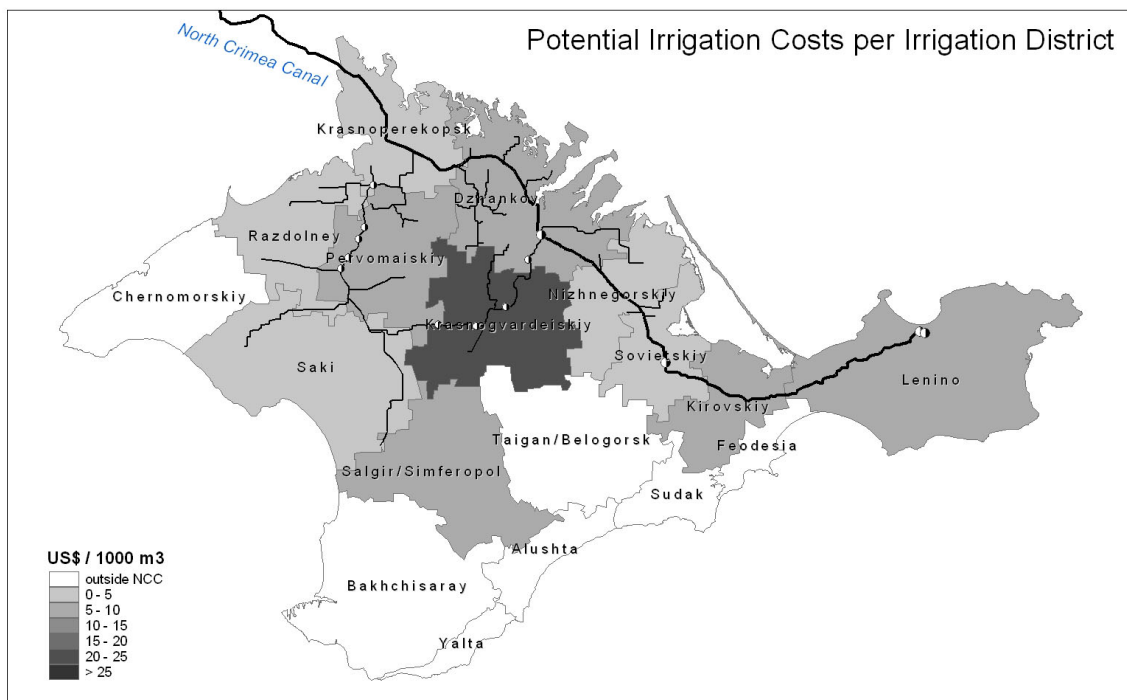 Potential Irrigation Costs per Irrigation District
North Crimea Canal
Krasnoperekopsk
Dzhankoy
Razdolney
Pervomaiskiy
Chernomorskiy
Nizhnegorskiy
Krasnogvardeiskiy
Saki
Sovietskiy
Lenino
Kirovskiy
Taigan/Belogorsk
Feodesia
Salgir/Simferopol
Sudak
Alushta
Bakhchisaray
Yalta
US$ / 1000 m3
outside NCC
0 - 5
5 - 10
10 - 15
15 - 20
20 - 25
> 25